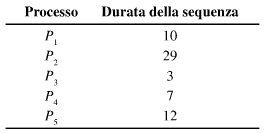 Processo Durata della sequenza
P₁ 10
P₂ 29
P₃ 3
P₄ 7
P₅ 12